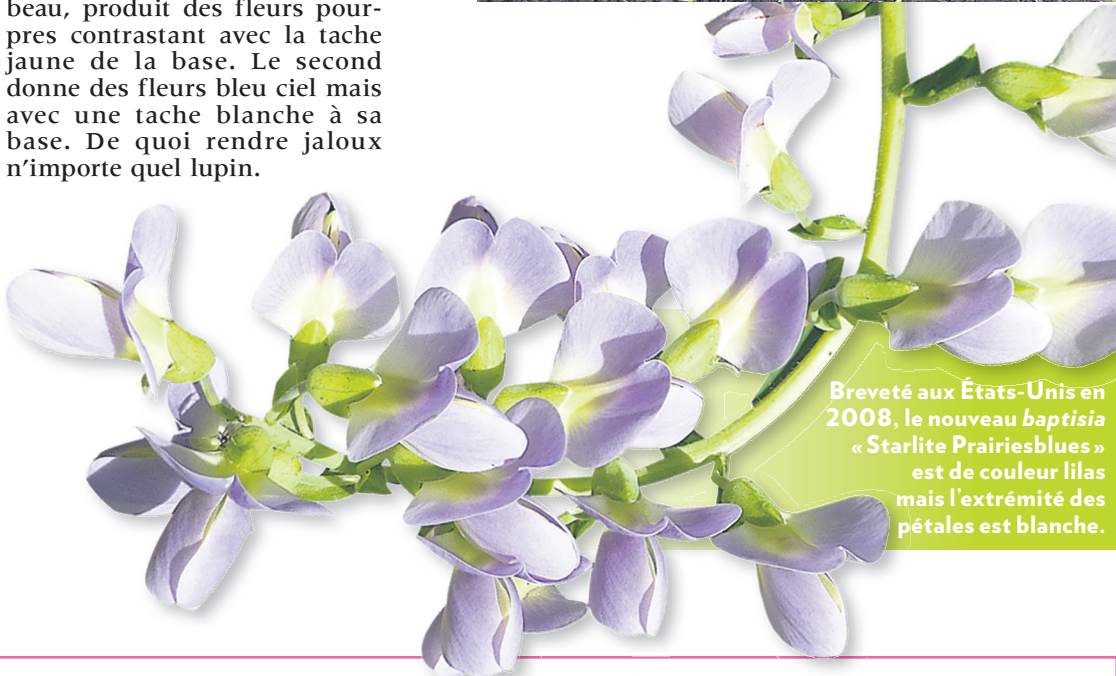 beau, produit des fleurs pour-
pres contrastant avec la tache
jaune de la base. Le second
donne des fleurs bleu ciel mais
avec une tache blanche à sa
base. De quoi rendre jaloux
n’importe quel lupin.
Breveté aux États-Unis en
2008, le nouveau baptisia
« Starlite Prairiesblues »
est de couleur lilas
mais l’extrémité des
pétales est blanche.